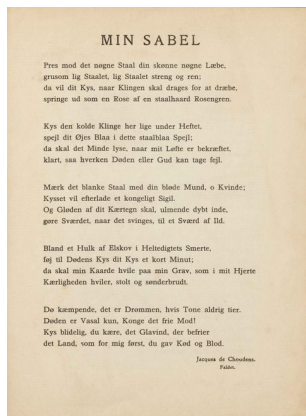 MIN SABEL
Pres mod det nøgne Staal din skønne nøgne Læbe,
grusom lig Staalet, lig Staalet streng og ren;
da vil dit Kys, naar Klingen skal drages for at dræbe,
springe ud som en Rose af en staalhaard Rosengren.
Kys den kolde Klinge her lige under Heftet,
spejl dit Øjes Blaa i dette staalblaa Spejl;
da skal det Minde lyse, naar mit Løfte er bekræftet,
klart, saa hverken Døden eller Gud kan tage fejl.
Mærk det blanke Staal med din bløde Mund, o Kvinde;
Kysset vil efterlade et kongeligt Sigil.
Og Gløden af dit Kærtegn skal, ulmende dybt inde,
gøre Sværdet, naar det svinges, til et Sværd af Ild.
Bland et Hulk af Elskov i Heltedigtets Smerte,
føj til Dødens Kys dit Kys et kort Minut;
da skal min Kaarde hvile paa min Grav, som i mit Hjerte
Kærligheden hviler, stolt og sønderbrudt.
Dø kæmpende, det er Drømmen, hvis Tone aldrig tier.
Døden er Vasal kun, Konge det frie Mod!
Kys blidelig, du kære, det Glavind, der befrier
det Land, som for mig først, du gav Kød og Blod.
Jacques de Choudens.
Faldet.